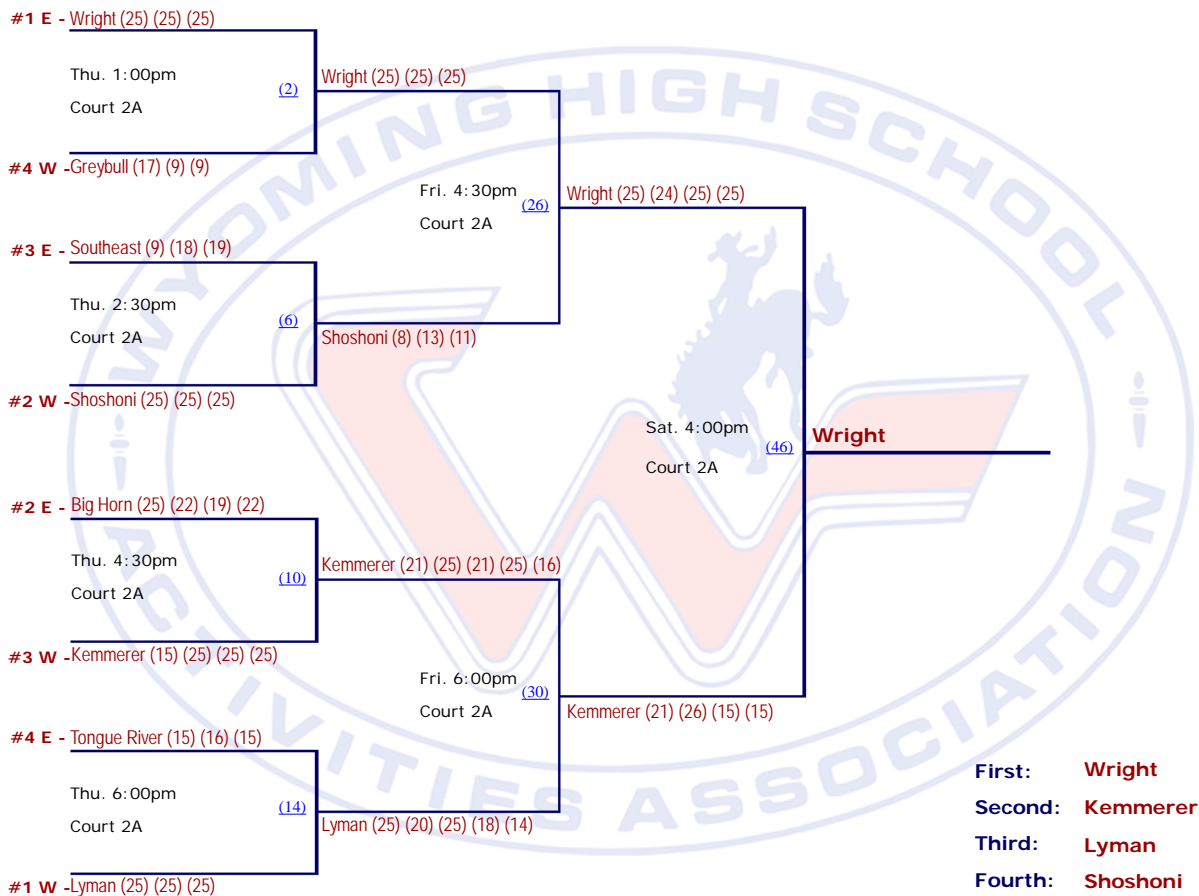 #1 E - Wright (25) (25) (25)
Thu. 1:00pm
Court 2A
(2)
Wright (25) (25) (25)
#4 W -Greybull (17) (9) (9)
Fri. 4:30pm
Court 2A
(26)
Wright (25) (24) (25) (25)
#3 E - Southeast (9) (18) (19)
Thu. 2:30pm
Court 2A
(6)
Shoshoni (8) (13) (11)
#2 W -Shoshoni (25) (25) (25)
Sat. 4:00pm
Court 2A
(46)
Wright
#2 E - Big Horn (25) (22) (19) (22)
Thu. 4:30pm
Court 2A
(10)
Kemmerer (21) (25) (21) (25) (16)
#3 W -Kemmerer (15) (25) (25) (25)
Fri. 6:00pm
Court 2A
(30)
Kemmerer (21) (26) (15) (15)
#4 E - Tongue River (15) (16) (15)
Thu. 6:00pm
Court 2A
(14)
Lyman (25) (20) (25) (18) (14)
#1 W -Lyman (25) (25) (25)
First: Wright
Second: Kemmerer
Third: Lyman
Fourth: Shoshoni
WYOMING HIGH SCHOOL
ACTIVITIES ASSOCIATION